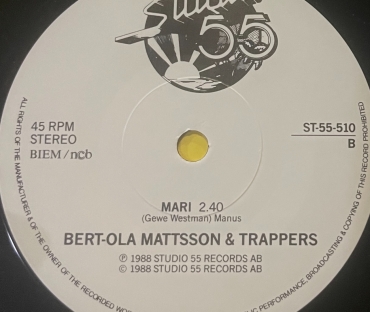 Studio
55
45 RPM
STEREO
BIEM/ncb
ST-55-510
B
MARI 2.40
(Gewe Westman) Manus
BERT-OLA MATTSSON & TRAPPERS
℗ 1988 STUDIO 55 RECORDS AB
© 1988 STUDIO 55 RECORDS AB
ALL RIGHTS OF THE MANUFACTURER & OF THE OWNER OF THE RECORDED WOR
PERFORMANCE, BROADCASTING & COPYING OF THIS RECORD PROHIBITED